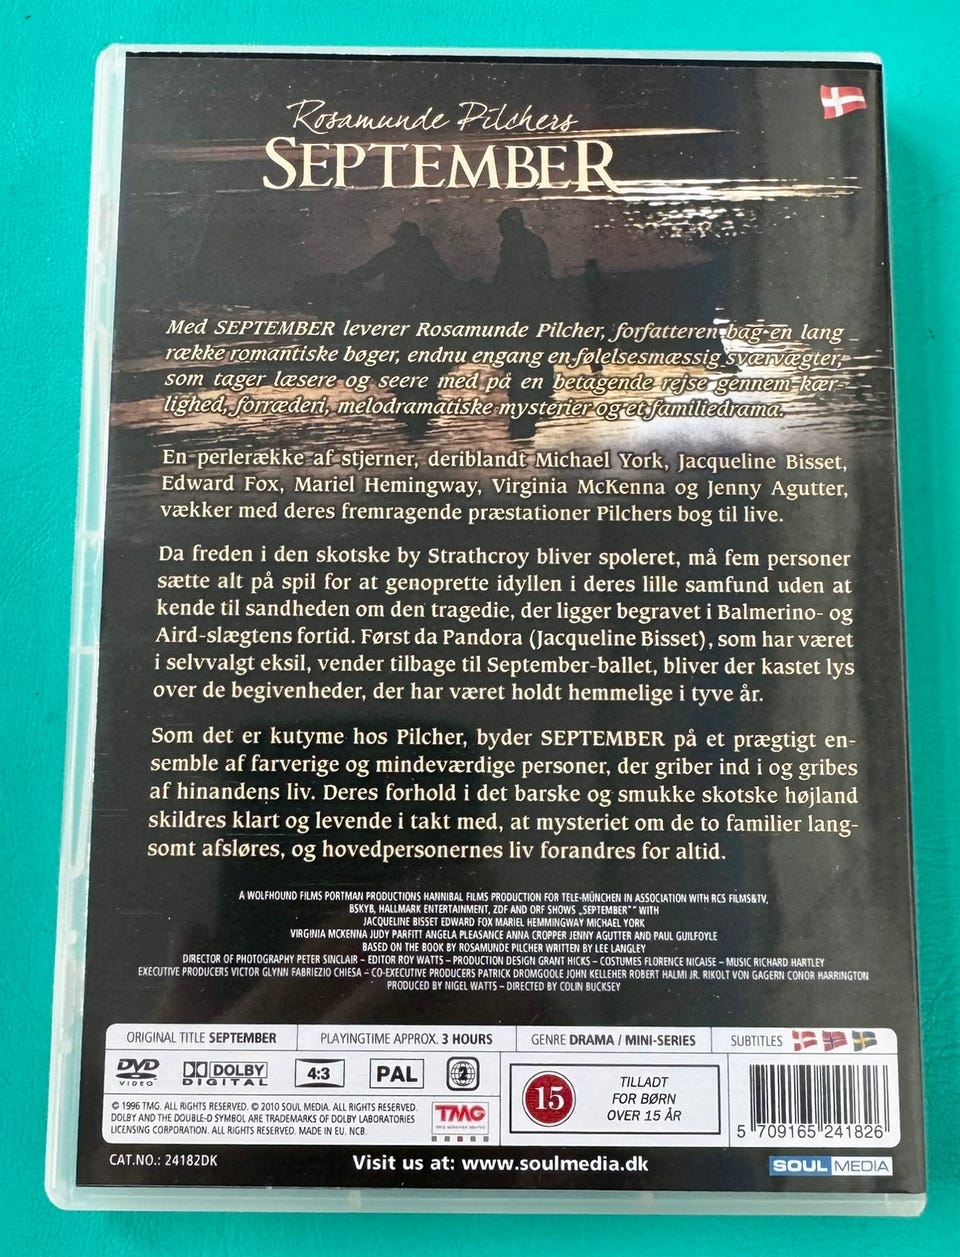 Rosamunde Pilchers
SEPTEMBER
Med SEPTEMBER leverer Rosamunde Pilcher, forfatteren bag en lang
række romantiske bøger, endnu engang en følelsesmæssig sværvægter,
som tager læsere og seere med på en betagende rejse gennem kær-
lighed, forræderi, melodramatiske mysterier og et familiedrama.
En perlerække af stjerner, deriblandt Michael York, Jacqueline Bisset,
Edward Fox, Mariel Hemingway, Virginia McKenna og Jenny Agutter,
vækker med deres fremragende præstationer Pilchers bog til live.
Da freden i den skotske by Strathcroy bliver spoleret, må fem personer
sætte alt på spil for at genoprette idyllen i deres lille samfund uden at
kende til sandheden om den tragedie, der ligger begravet i Balmerino- og
Aird-slægtens fortid. Først da Pandora (Jacqueline Bisset), som har været
i selvvalgt eksil, vender tilbage til September-ballet, bliver der kastet lys
over de begivenheder, der har været holdt hemmelige i tyve år.
Som det er kutyme hos Pilcher, byder SEPTEMBER på et prægtigt en-
semble af farverige og mindeværdige personer, der griber ind i og gribes
af hinandens liv. Deres forhold i det barske og smukke skotske højland
skildres klart og levende i takt med, at mysteriet om de to familier lang-
somt afsløres, og hovedpersonernes liv forandres for altid.
A WOLFHOUND FILMS PORTMAN PRODUCTIONS HANNIBAL FILMS PRODUCTION FOR TELE-MÜNCHEN IN ASSOCIATION WITH RCS FILMS&TV,
BSKYB, HALLMARK ENTERTAINMENT, ZDF AND ORF SHOWS „SEPTEMBER"" WITH
JACQUELINE BISSET EDWARD FOX MARIEL HEMMINGWAY MICHAEL YORK
VIRGINIA MCKENNA JUDY PARFITT ANGELA PLEASANCE ANNA CROPPER JENNY AGUTTER AND PAUL GUILFOYLE
BASED ON THE BOOK BY ROSAMUNDE PILCHER WRITTEN BY LEE LANGLEY
DIRECTOR OF PHOTOGRAPHY PETER SINCLAIR – EDITOR ROY WATTS – PRODUCTION DESIGN GRANT HICKS – COSTUMES FLORENCE NICAISE – MUSIC RICHARD HARTLEY
EXECUTIVE PRODUCERS VICTOR GLYNN FABRIEZIO CHIESA – CO-EXECUTIVE PRODUCERS PATRICK DROMGOOLE JOHN KELLEHER ROBERT HALMI JR. RIKOLT VON GAGERN CONOR HARRINGTON
PRODUCED BY NIGEL WATTS – DIRECTED BY COLIN BUCKSEY
ORIGINAL TITLE SEPTEMBER PLAYINGTIME APPROX. 3 HOURS GENRE DRAMA / MINI-SERIES SUBTITLES
DVD VIDEO DOLBY DIGITAL 4:3 PAL 2
15 TILLADT
FOR BØRN
OVER 15 ÅR
© 1996 TMG. ALL RIGHTS RESERVED. © 2010 SOUL MEDIA. ALL RIGHTS RESERVED.
DOLBY AND THE DOUBLE-D SYMBOL ARE TRADEMARKS OF DOLBY LABORATORIES
LICENSING CORPORATION. ALL RIGHTS RESERVED. MADE IN EU. NCB.
TMG
5 709165 241826
CAT.NO.: 24182DK Visit us at: www.soulmedia.dk SOUL MEDIA